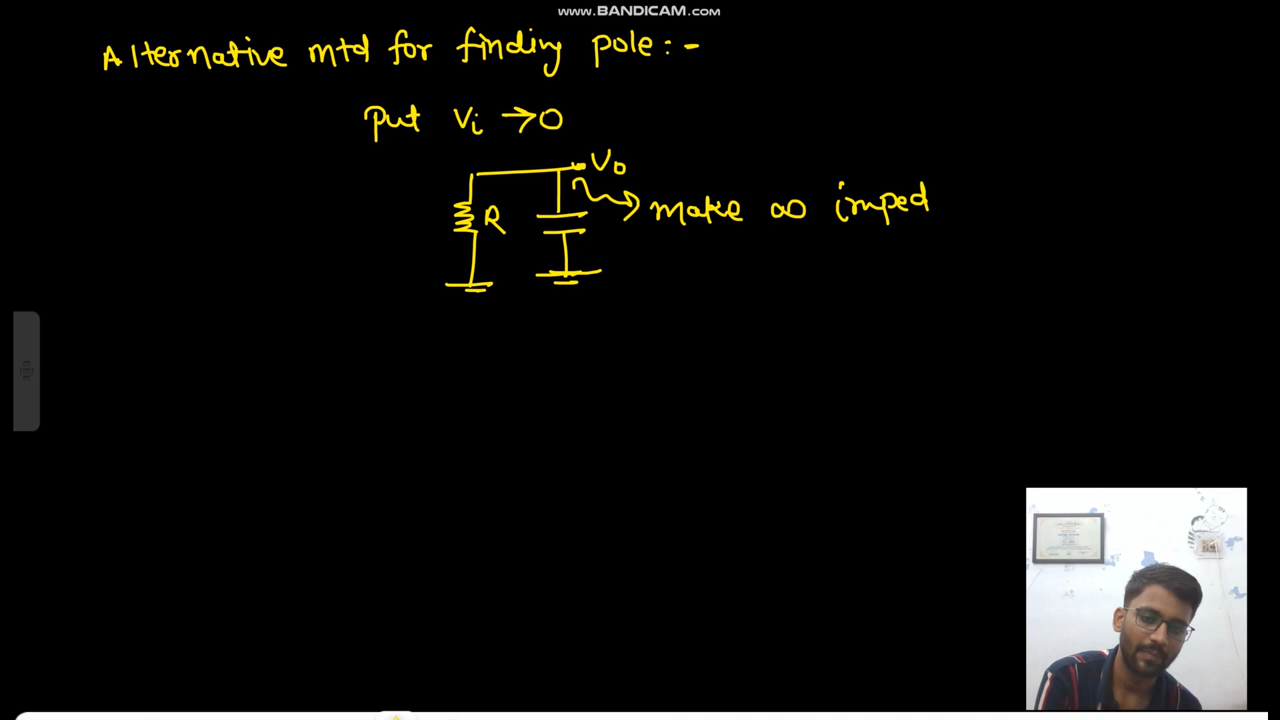 www.BANDICAM.com
Alternative mtd for finding pole:-
put Vi → 0
Vo
R
make ∞ imped